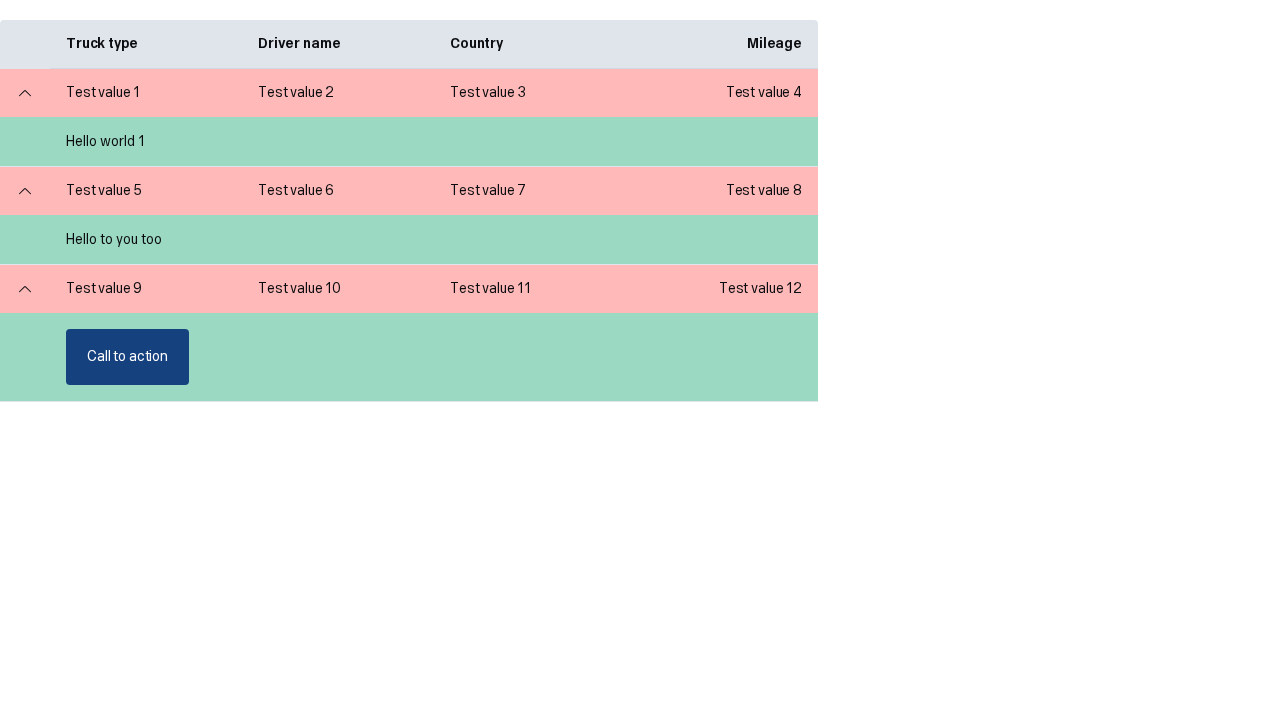 Truck type Driver name Country Mileage
Test value 1 Test value 2 Test value 3 Test value 4
Hello world 1
Test value 5 Test value 6 Test value 7 Test value 8
Hello to you too
Test value 9 Test value 10 Test value 11 Test value 12
Call to action